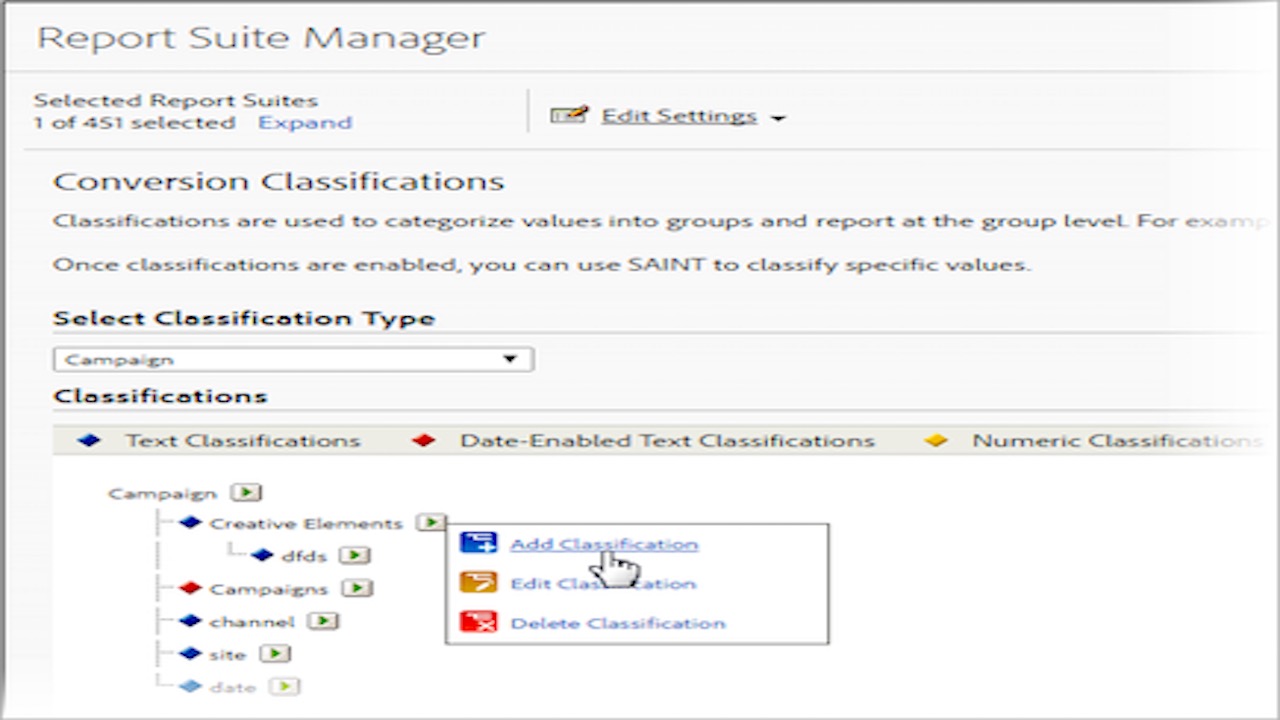 Report Suite Manager
Selected Report Suites
1 of 451 selected Expand
Edit Settings
Conversion Classifications
Classifications are used to categorize values into groups and report at the group level. For examp
Once classifications are enabled, you can use SAINT to classify specific values.
Select Classification Type
Campaign
Classifications
Text Classifications Date-Enabled Text Classifications Numeric Classifications
Campaign
Creative Elements
Add Classification
dfds
Edit Classification
Campaigns
channel
Delete Classification
site
date